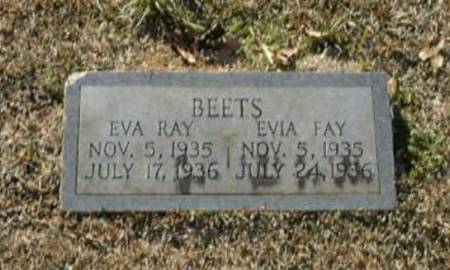 BEETS
EVA RAY EVIA FAY
NOV. 5, 1935 NOV. 5, 1935
JULY 17, 1936 JULY 24, 1936